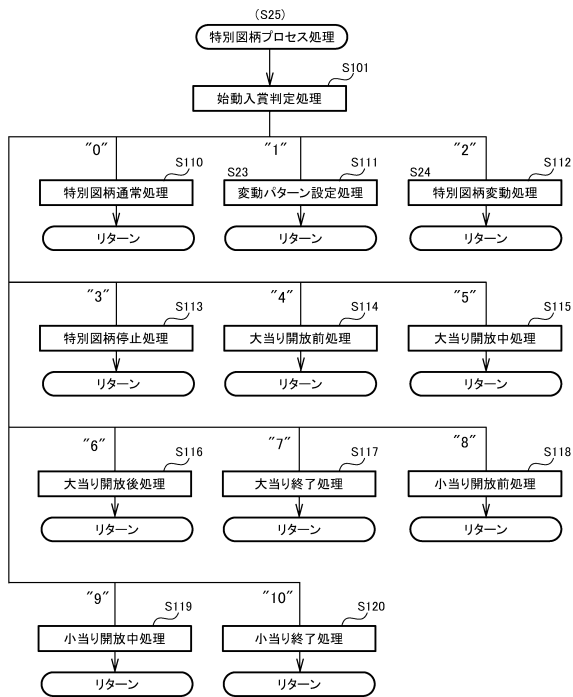 (S25)
特別図柄プロセス処理
S101
始動入賞判定処理
"0"
"1"
"2"
S110
S23
S111
S24
S112
特別図柄通常処理
変動パターン設定処理
特別図柄変動処理
リターン
リターン
リターン
"3"
"4"
"5"
S113
S114
S115
特別図柄停止処理
大当り開放前処理
大当り開放中処理
リターン
リターン
リターン
"6"
"7"
"8"
S116
S117
S118
大当り開放後処理
大当り終了処理
小当り開放前処理
リターン
リターン
リターン
"9"
"10"
S119
S120
小当り開放中処理
小当り終了処理
リターン
リターン